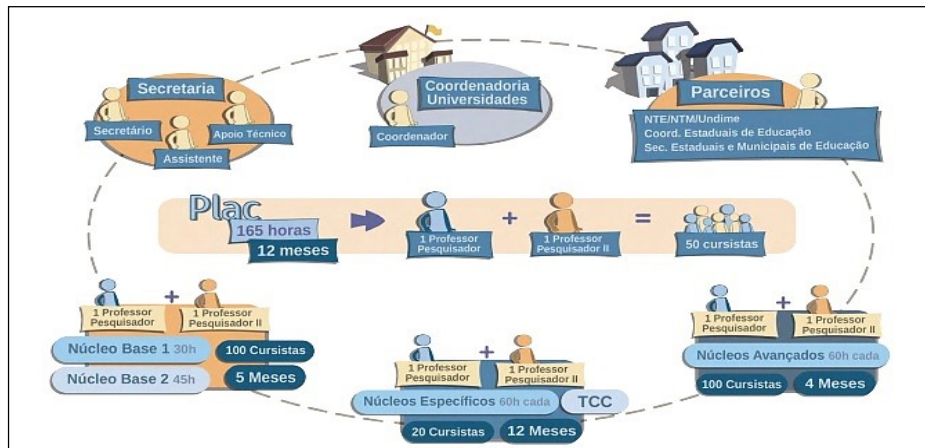 Secretaria
Secretário
Apoio Técnico
Assistente
Coordenadoria
Universidades
Coordenador
Parceiros
NTE/NTM/Undime
Coord. Estaduais de Educação
Sec. Estaduais e Municipais de Educação
Plac
165 horas
12 meses
1 Professor
Pesquisador
+
1 Professor
Pesquisador II
=
50 cursistas
1 Professor
Pesquisador
+
1 Professor
Pesquisador II
Núcleo Base 1 30h
100 Cursistas
Núcleo Base 2 45h
5 Meses
1 Professor
Pesquisador
+
1 Professor
Pesquisador II
Núcleos Específicos 60h cada
TCC
20 Cursistas
12 Meses
1 Professor
Pesquisador
+
1 Professor
Pesquisador II
Núcleos Avançados 60h cada
100 Cursistas
4 Meses